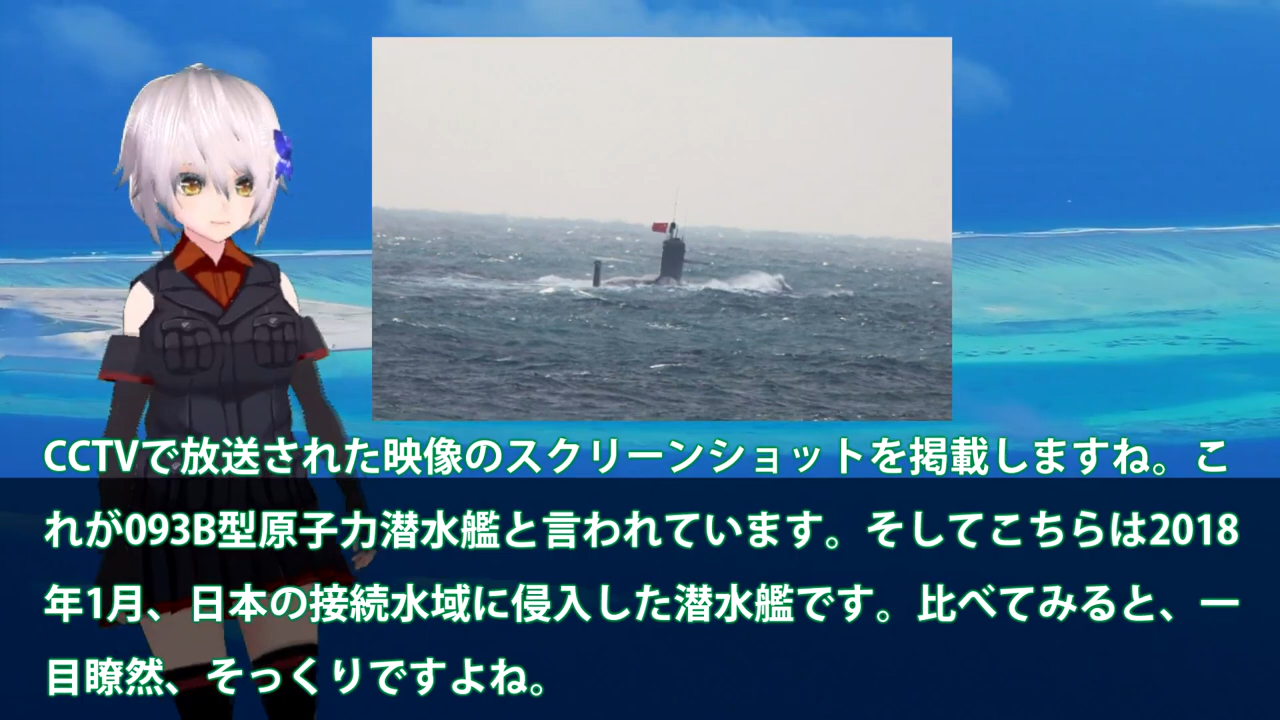 CCTVで放送された映像のスクリーンショットを掲載しますね。こ
れが093B型原子力潜水艦と言われています。そしてこちらは2018
年1月、日本の接続水域に侵入した潜水艦です。比べてみると、一
目瞭然、そっくりですよね。